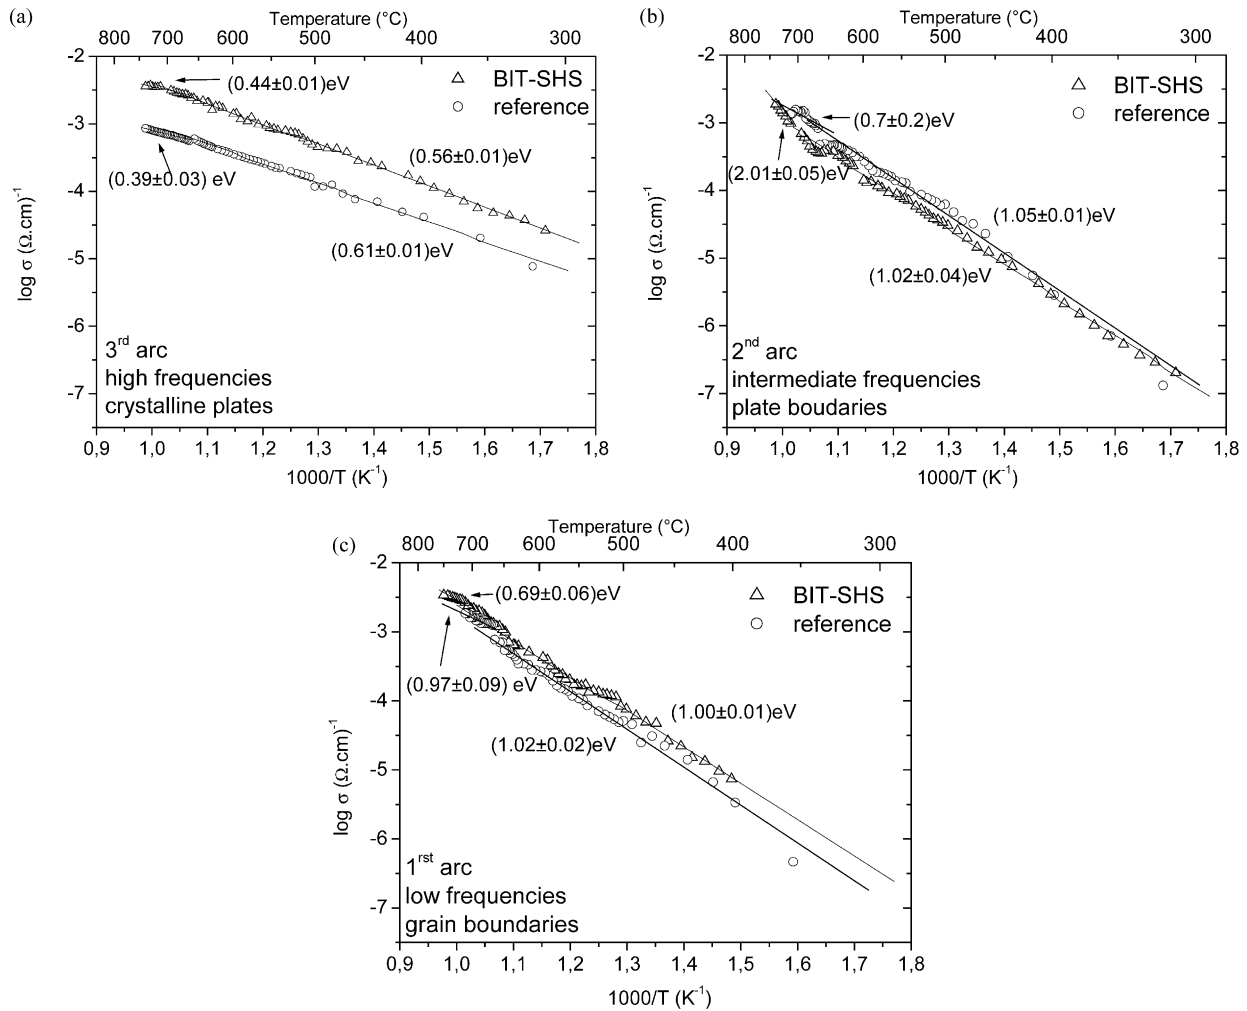 (a)
Temperature (°C)
800 700 600 500 400 300
-2
-3
-4
-5
-6
-7
log σ (Ω.cm)⁻¹
BIT-SHS
reference
(0.44±0.01)eV
(0.56±0.01)eV
(0.39±0.03) eV
(0.61±0.01)eV
3rd arc
high frequencies
crystalline plates
0,9 1,0 1,1 1,2 1,3 1,4 1,5 1,6 1,7 1,8
1000/T (K⁻¹)
(b)
Temperature (°C)
800 700 600 500 400 300
-2
-3
-4
-5
-6
-7
log σ (Ω.cm)⁻¹
BIT-SHS
reference
(0.7±0.2)eV
(2.01±0.05)eV
(1.05±0.01)eV
(1.02±0.04)eV
2nd arc
intermediate frequencies
plate boudaries
0,9 1,0 1,1 1,2 1,3 1,4 1,5 1,6 1,7 1,8
1000/T (K⁻¹)
(c)
Temperature (°C)
800 700 600 500 400 300
-2
-3
-4
-5
-6
-7
log σ (Ω.cm)⁻¹
BIT-SHS
reference
(0.69±0.06)eV
(0.97±0.09) eV
(1.00±0.01)eV
(1.02±0.02)eV
1rst arc
low frequencies
grain boundaries
0,9 1,0 1,1 1,2 1,3 1,4 1,5 1,6 1,7 1,8
1000/T (K⁻¹)